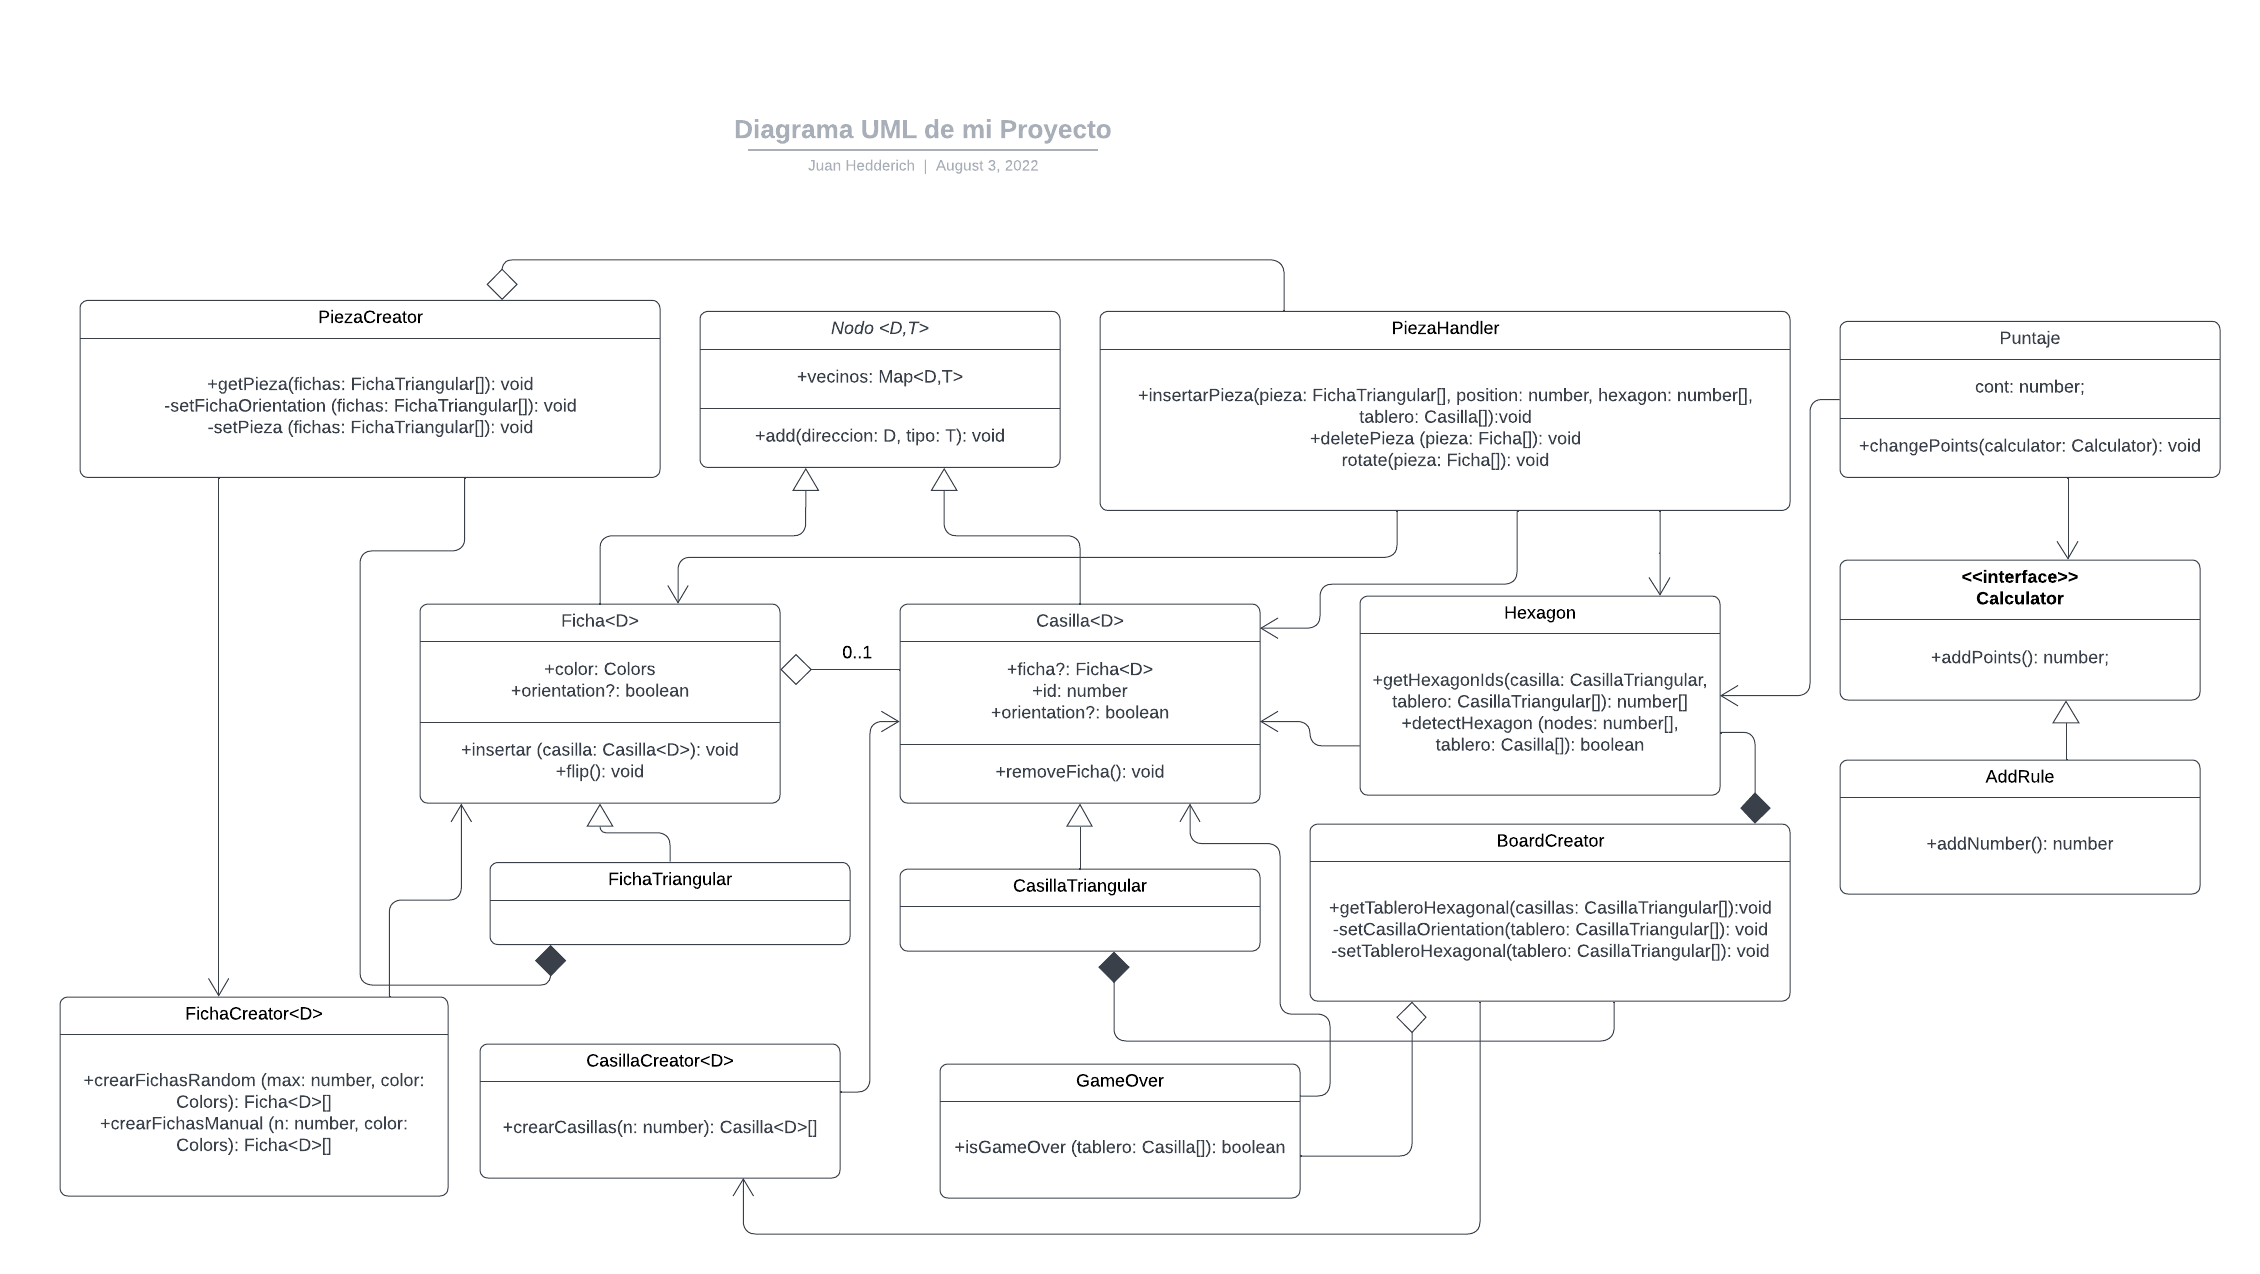 Diagrama UML de mi Proyecto
Juan Hedderich | August 3, 2022
PiezaCreator
+getPieza(fichas: FichaTriangular[]): void
-setFichaOrientation (fichas: FichaTriangular[]): void
-setPieza (fichas: FichaTriangular[]): void
Nodo <D,T>
+vecinos: Map<D,T>
+add(direccion: D, tipo: T): void
PiezaHandler
+insertarPieza(pieza: FichaTriangular[], position: number, hexagon: number[],
tablero: Casilla[]):void
+deletePieza (pieza: Ficha[]): void
rotate(pieza: Ficha[]): void
Puntaje
cont: number;
+changePoints(calculator: Calculator): void
Ficha<D>
+color: Colors
+orientation?: boolean
+insertar (casilla: Casilla<D>): void
+flip(): void
0..1
Casilla<D>
+ficha?: Ficha<D>
+id: number
+orientation?: boolean
+removeFicha(): void
Hexagon
+getHexagonIds(casilla: CasillaTriangular,
tablero: CasillaTriangular[]): number[]
+detectHexagon (nodes: number[],
tablero: Casilla[]): boolean
<<interface>>
Calculator
+addPoints(): number;
AddRule
+addNumber(): number
FichaTriangular
CasillaTriangular
BoardCreator
+getTableroHexagonal(casillas: CasillaTriangular[]):void
-setCasillaOrientation(tablero: CasillaTriangular[]): void
-setTableroHexagonal(tablero: CasillaTriangular[]): void
FichaCreator<D>
+crearFichasRandom (max: number, color:
Colors): Ficha<D>[]
+crearFichasManual (n: number, color:
Colors): Ficha<D>[]
CasillaCreator<D>
+crearCasillas(n: number): Casilla<D>[]
GameOver
+isGameOver (tablero: Casilla[]): boolean